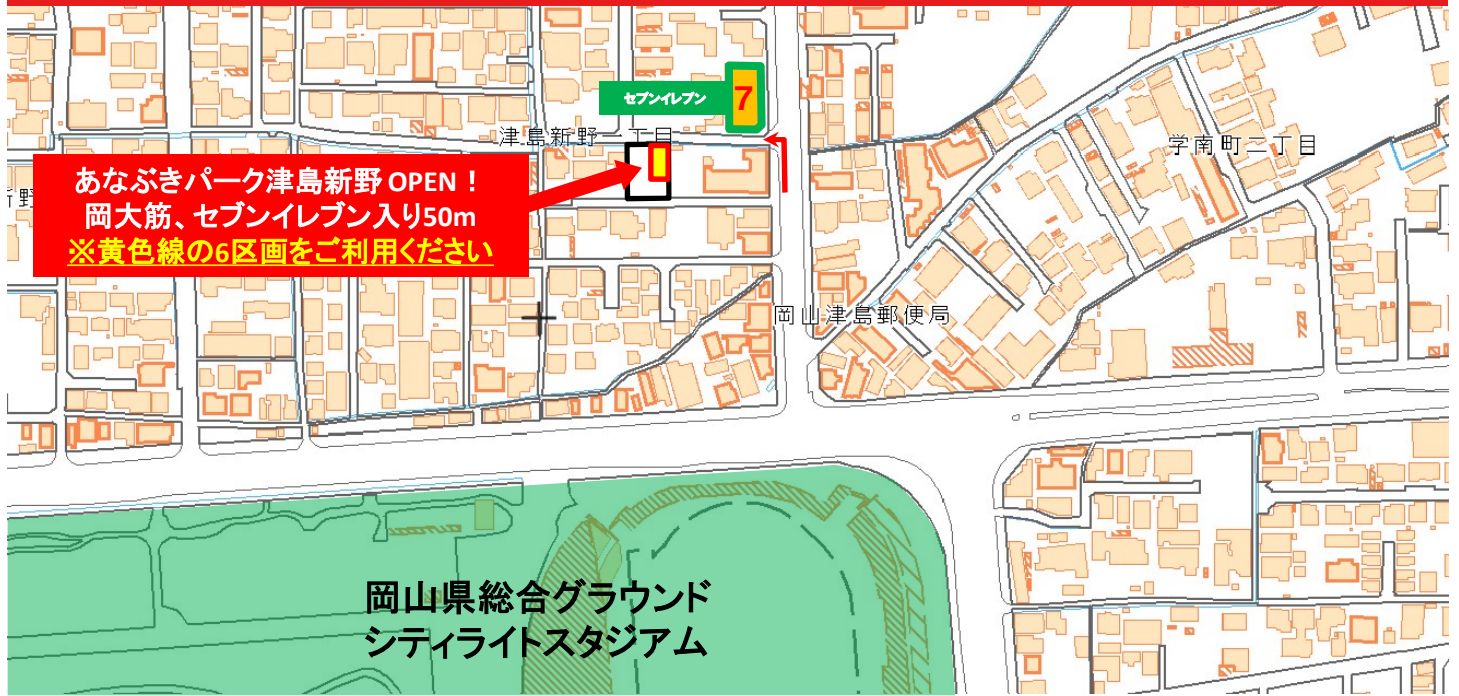 セブンイレブン
7
津島新野一丁目
学南町二丁目
野
あなぶきパーク津島新野 OPEN！
岡大筋、セブンイレブン入り50m
※黄色線の6区画をご利用ください
岡山津島郵便局
岡山県総合グラウンド
シティライトスタジアム